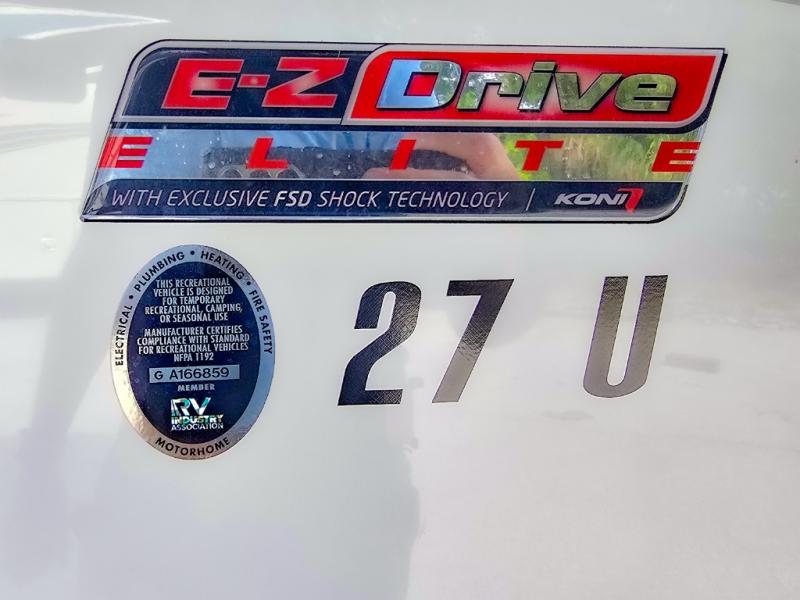 E-Z Drive
ELITE
WITH EXCLUSIVE FSD SHOCK TECHNOLOGY | KONI
ELECTRICAL • PLUMBING • HEATING • FIRE SAFETY
THIS RECREATIONAL
VEHICLE IS DESIGNED
FOR TEMPORARY
RECREATIONAL, CAMPING,
OR SEASONAL USE
MANUFACTURER CERTIFIES
COMPLIANCE WITH STANDARD
FOR RECREATIONAL VEHICLES
NFPA 1192
G A166859
MEMBER
RV
INDUSTRY
ASSOCIATION
MOTORHOME
27 U